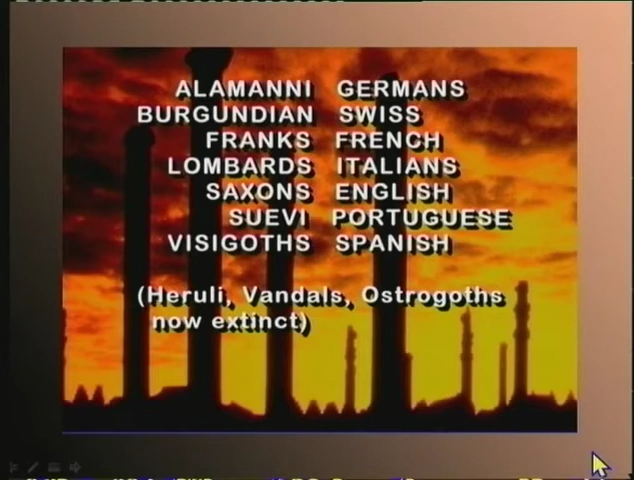 ALAMANNI GERMANS
BURGUNDIAN SWISS
FRANKS FRENCH
LOMBARDS ITALIANS
SAXONS ENGLISH
SUEVI PORTUGUESE
VISIGOTHS SPANISH
(Heruli, Vandals, Ostrogoths
now extinct)